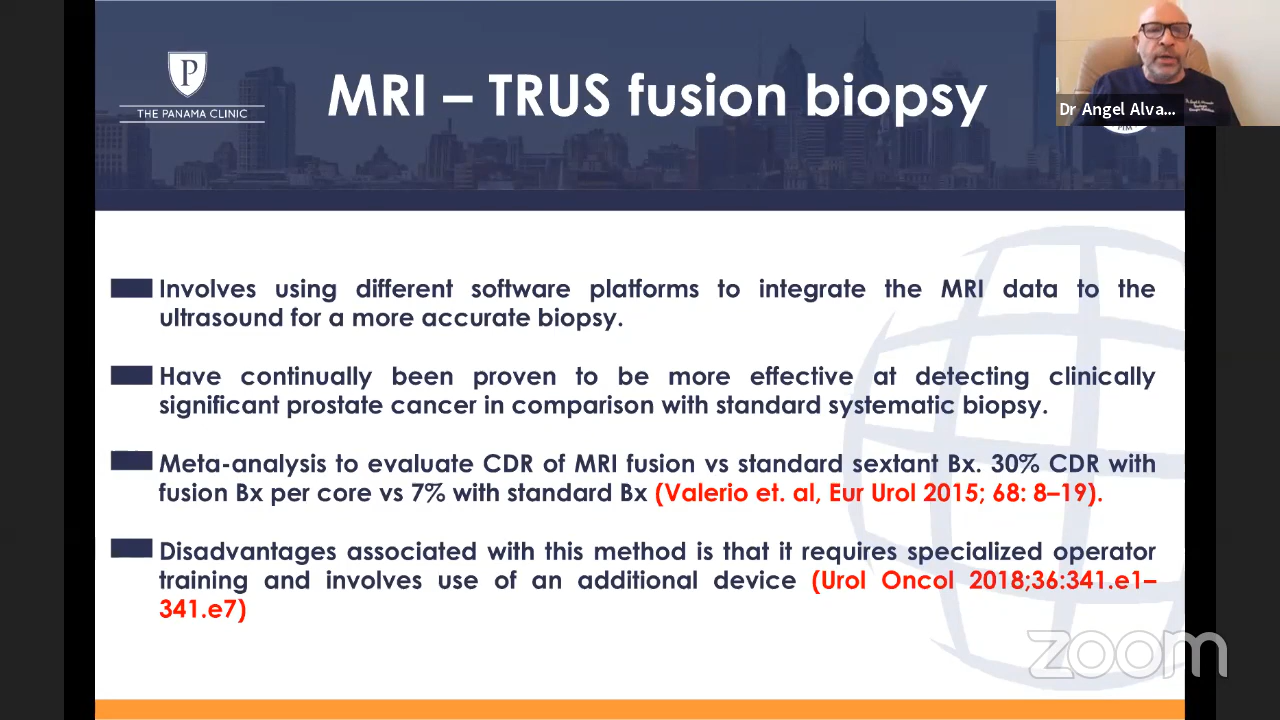 P
THE PANAMA CLINIC
MRI – TRUS fusion biopsy
Dr Angel Alva...
PIM
Involves using different software platforms to integrate the MRI data to the
ultrasound for a more accurate biopsy.
Have continually been proven to be more effective at detecting clinically
significant prostate cancer in comparison with standard systematic biopsy.
Meta-analysis to evaluate CDR of MRI fusion vs standard sextant Bx. 30% CDR with
fusion Bx per core vs 7% with standard Bx (Valerio et. al, Eur Urol 2015; 68: 8–19).
Disadvantages associated with this method is that it requires specialized operator
training and involves use of an additional device (Urol Oncol 2018;36:341.e1–
341.e7)
zoom